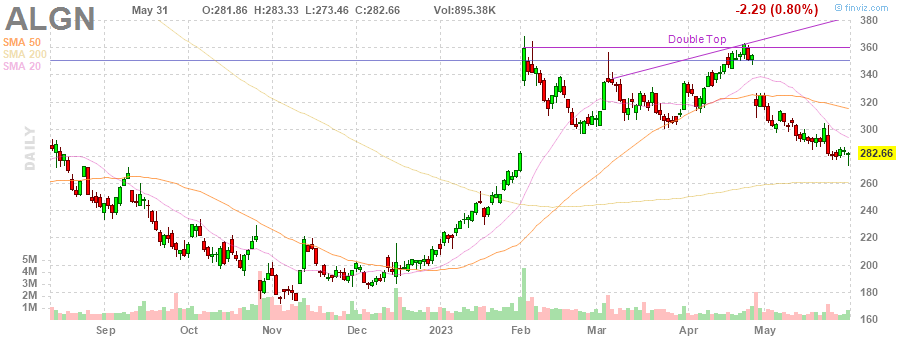 ALGN
May 31 O:281.86 H:283.33 L:273.46 C:282.66 Vol:895.38K -2.29 (0.80%)
finviz.com
SMA 50
SMA 200
SMA 20
Double Top
DAILY
380
360
340
320
300
282.66
260
240
220
200
180
160
5M
4M
3M
2M
1M
Sep Oct Nov Dec 2023 Feb Mar Apr May